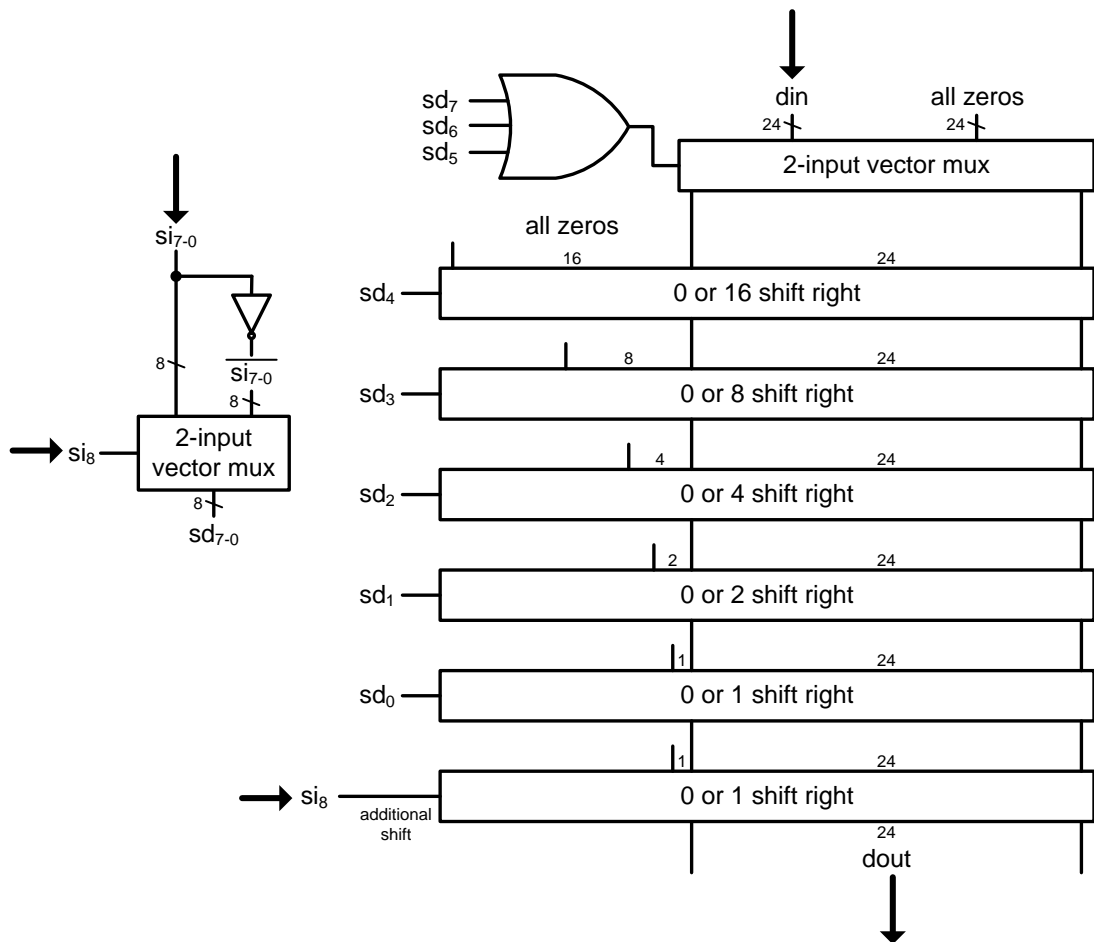 din
all zeros
24
24
sd7
sd6
sd5
2-input vector mux
si7-0
8
si7-0
8
si8
2-input
vector mux
8
sd7-0
all zeros
16
24
sd4
0 or 16 shift right
8
24
sd3
0 or 8 shift right
4
24
sd2
0 or 4 shift right
2
24
sd1
0 or 2 shift right
1
24
sd0
0 or 1 shift right
1
24
si8
additional
shift
0 or 1 shift right
24
dout